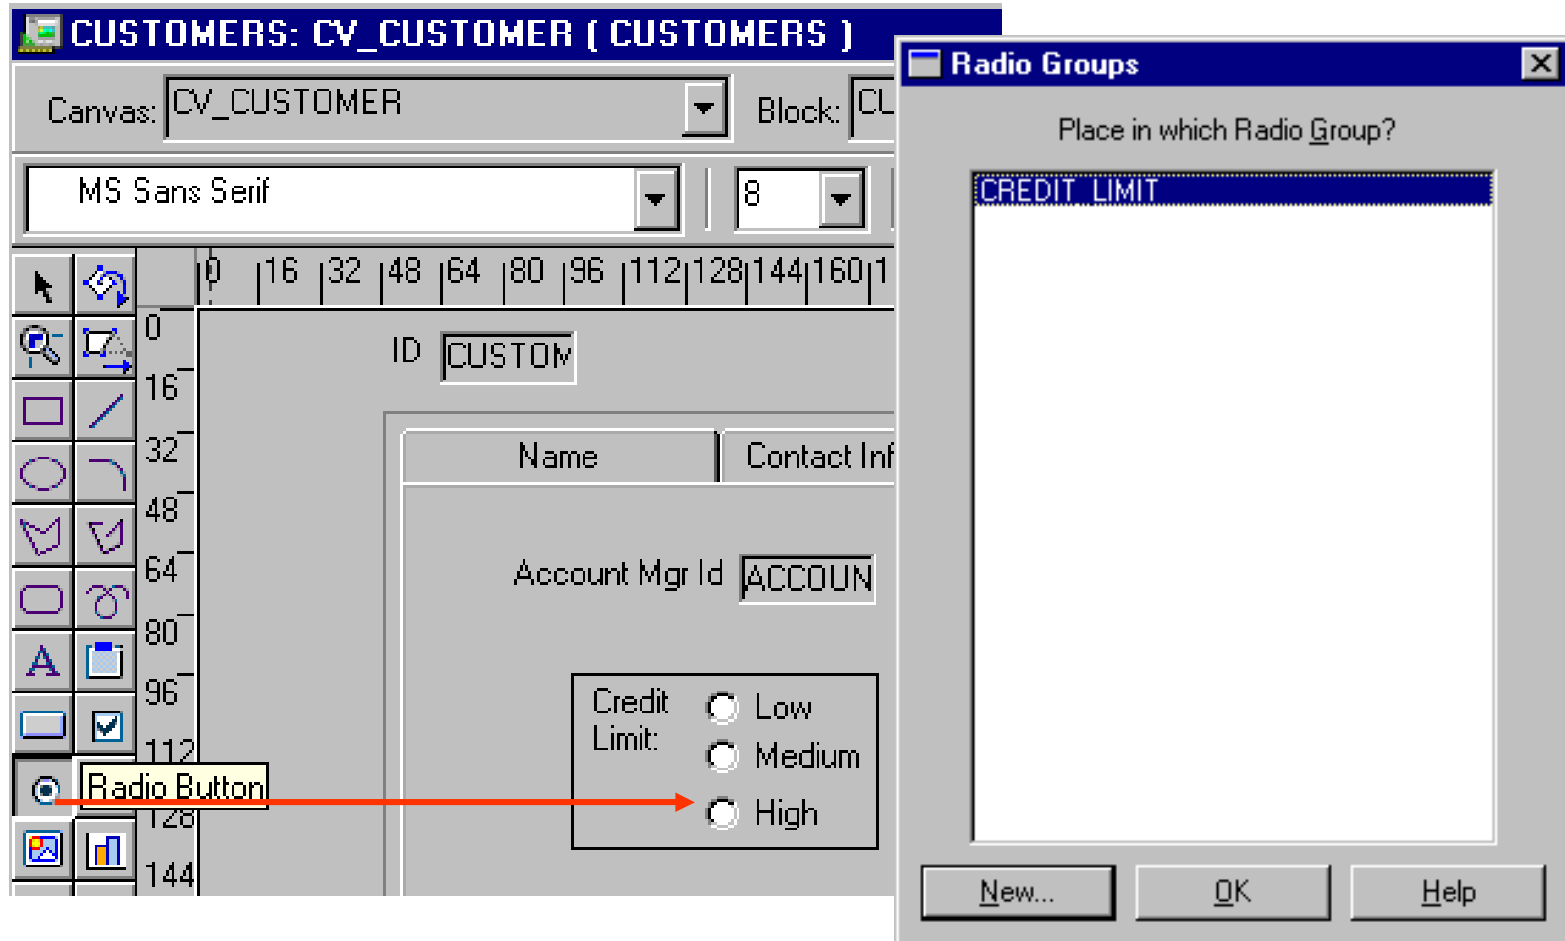 CUSTOMERS: CV_CUSTOMER ( CUSTOMERS )
Canvas: CV_CUSTOMER Block: CL
MS Sans Serif 8
0 16 32 48 64 80 96 112 128 144 160 1
0
16
32
48
64
80
96
112
128
144
ID CUSTOM
Name Contact Inf
Account Mgr Id ACCOUN
Credit
Limit:
Low
Medium
High
Radio Button
Radio Groups
Place in which Radio Group?
CREDIT_LIMIT
New... OK Help